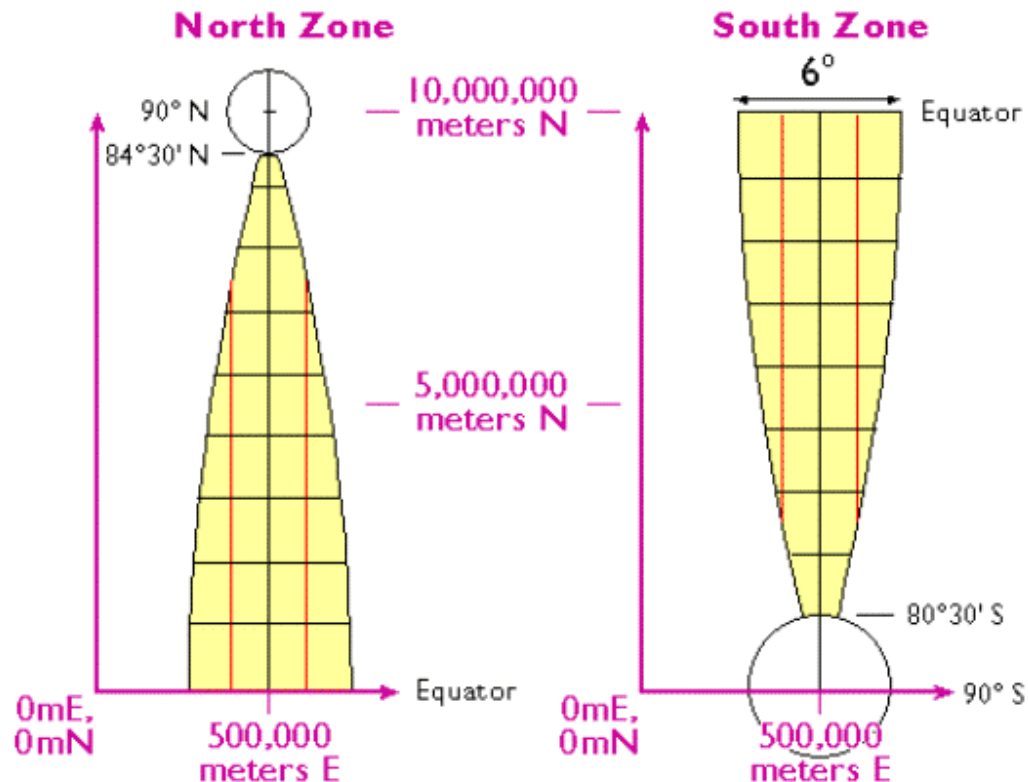 North Zone
South Zone
6°
90° N
10,000,000
meters N
Equator
84°30' N
5,000,000
meters N
80°30' S
Equator
90° S
0mE,
0mN
500,000
meters E
0mE,
0mN
500,000
meters E